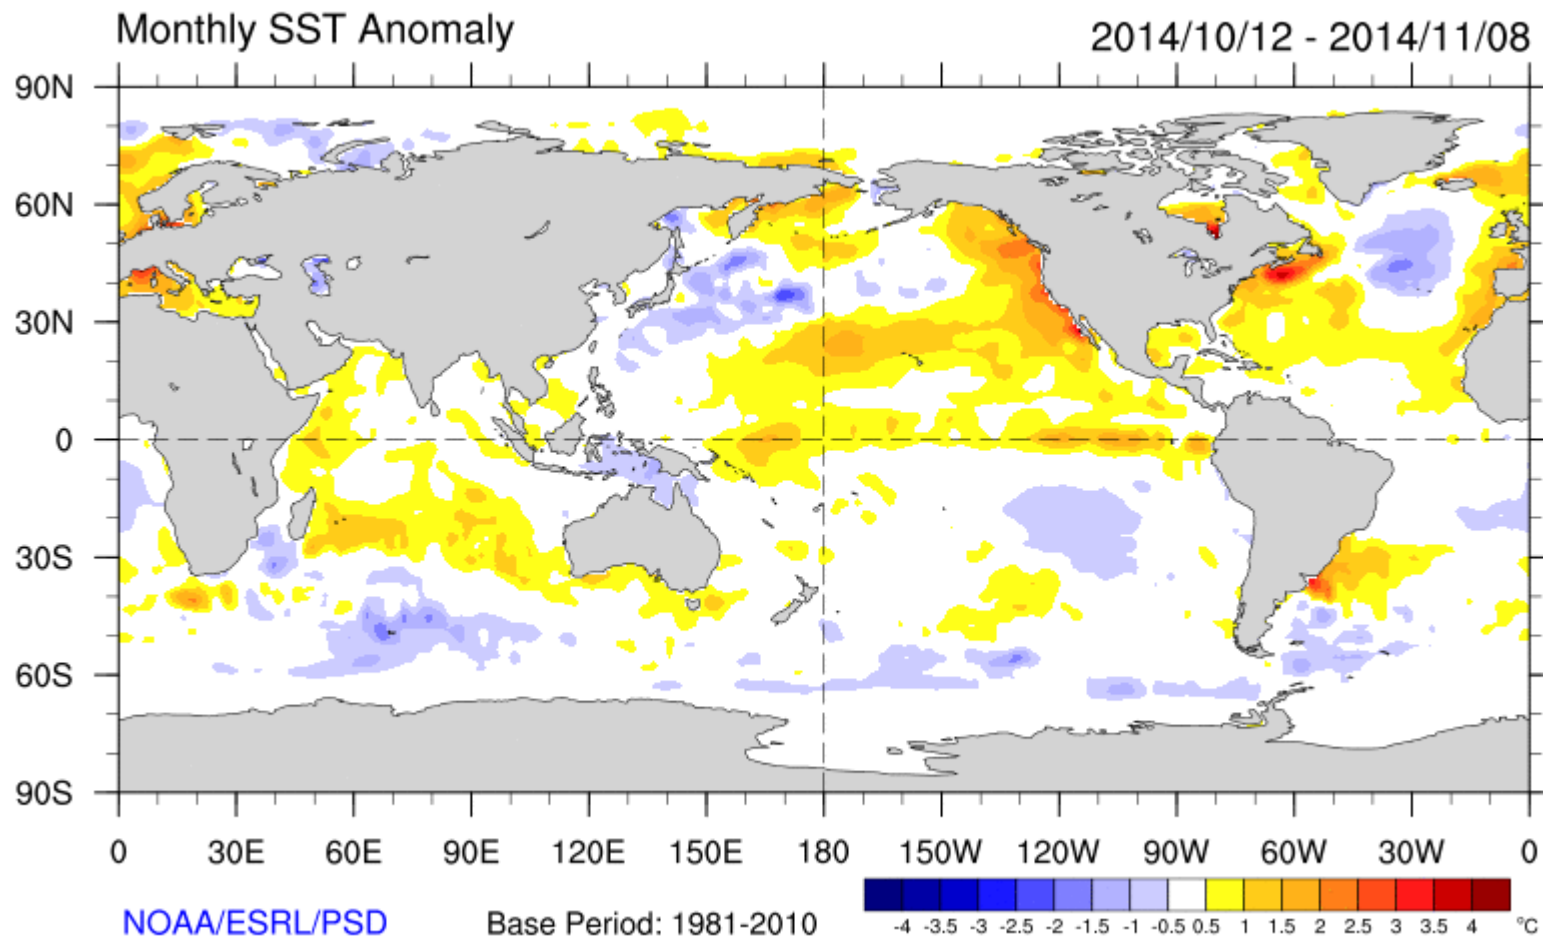 Monthly SST Anomaly 2014/10/12 - 2014/11/08
90N
60N
30N
0
30S
60S
90S
0 30E 60E 90E 120E 150E 180 150W 120W 90W 60W 30W 0
NOAA/ESRL/PSD Base Period: 1981-2010
-4 -3.5 -3 -2.5 -2 -1.5 -1 -0.5 0.5 1 1.5 2 2.5 3 3.5 4 °C